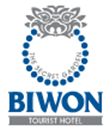 THE SECRET GARDEN
BIWON
TOURIST HOTEL